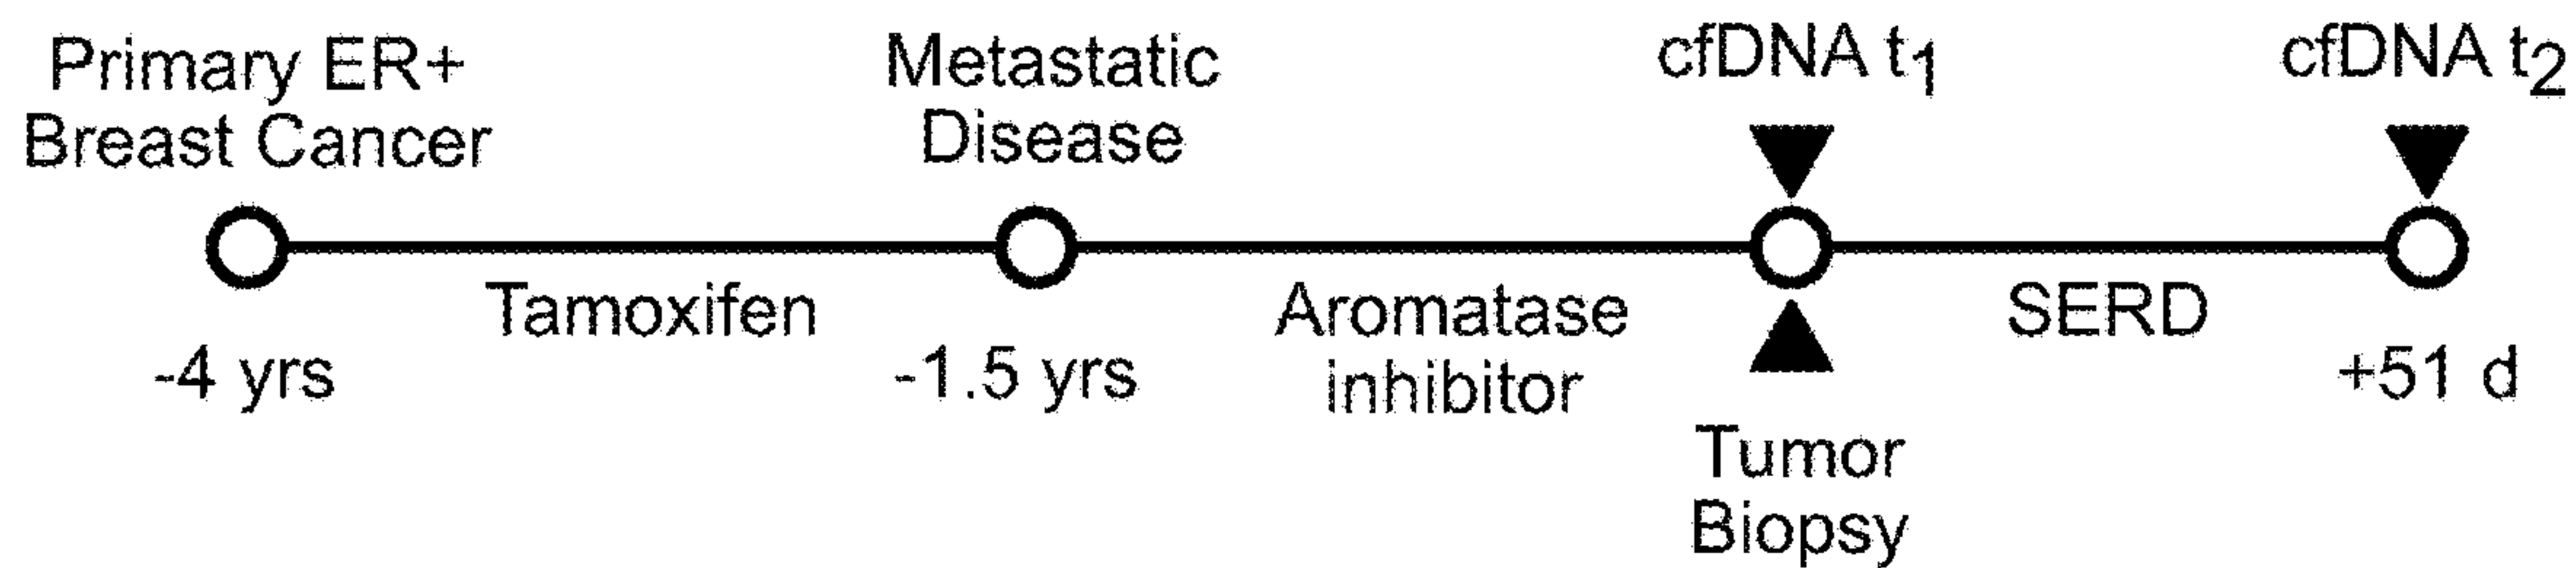 Primary ER+
Breast Cancer
Metastatic
Disease
cfDNA t1
cfDNA t2
Tamoxifen
Aromatase
inhibitor
SERD
-4 yrs
-1.5 yrs
+51 d
Tumor
Biopsy